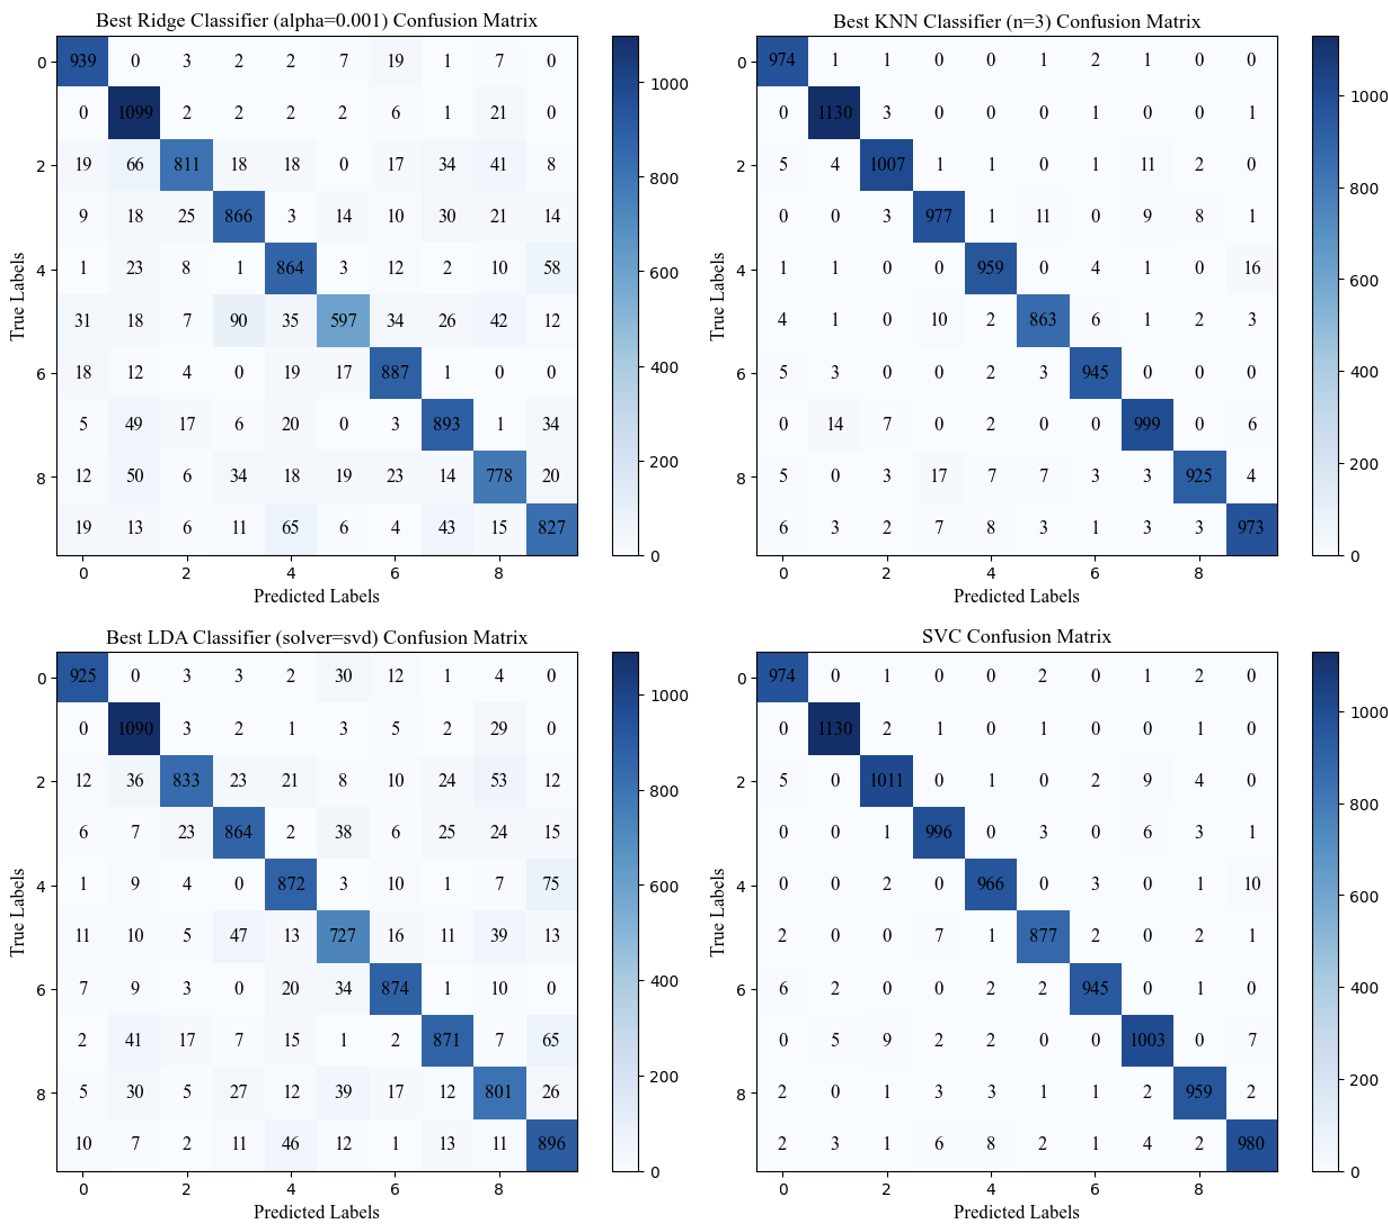 Best Ridge Classifier (alpha=0.001) Confusion Matrix
0 939 0 3 2 2 7 19 1 7 0
0 1099 2 2 2 2 6 1 21 0
2 19 66 811 18 18 0 17 34 41 8
9 18 25 866 3 14 10 30 21 14
4 1 23 8 1 864 3 12 2 10 58
31 18 7 90 35 597 34 26 42 12
6 18 12 4 0 19 17 887 1 0 0
5 49 17 6 20 0 3 893 1 34
8 12 50 6 34 18 19 23 14 778 20
19 13 6 11 65 6 4 43 15 827
0 2 4 6 8
True Labels
Predicted Labels
1000
800
600
400
200
0
Best KNN Classifier (n=3) Confusion Matrix
0 974 1 1 0 0 1 2 1 0 0
0 1130 3 0 0 0 1 0 0 1
2 5 4 1007 1 1 0 1 11 2 0
0 0 3 977 1 11 0 9 8 1
4 1 1 0 0 959 0 4 1 0 16
4 1 0 10 2 863 6 1 2 3
6 5 3 0 0 2 3 945 0 0 0
0 14 7 0 2 0 0 999 0 6
8 5 0 3 17 7 7 3 3 925 4
6 3 2 7 8 3 1 3 3 973
0 2 4 6 8
True Labels
Predicted Labels
1000
800
600
400
200
0
Best LDA Classifier (solver=svd) Confusion Matrix
0 925 0 3 3 2 30 12 1 4 0
0 1090 3 2 1 3 5 2 29 0
2 12 36 833 23 21 8 10 24 53 12
6 7 23 864 2 38 6 25 24 15
4 1 9 4 0 872 3 10 1 7 75
11 10 5 47 13 727 16 11 39 13
6 7 9 3 0 20 34 874 1 10 0
2 41 17 7 15 1 2 871 7 65
8 5 30 5 27 12 39 17 12 801 26
10 7 2 11 46 12 1 13 11 896
0 2 4 6 8
True Labels
Predicted Labels
1000
800
600
400
200
0
SVC Confusion Matrix
0 974 0 1 0 0 2 0 1 2 0
0 1130 2 1 0 1 0 0 1 0
2 5 0 1011 0 1 0 2 9 4 0
0 0 1 996 0 3 0 6 3 1
4 0 0 2 0 966 0 3 0 1 10
2 0 0 7 1 877 2 0 2 1
6 6 2 0 0 2 2 945 0 1 0
0 5 9 2 2 0 0 1003 0 7
8 2 0 1 3 3 1 1 2 959 2
2 3 1 6 8 2 1 4 2 980
0 2 4 6 8
True Labels
Predicted Labels
1000
800
600
400
200
0